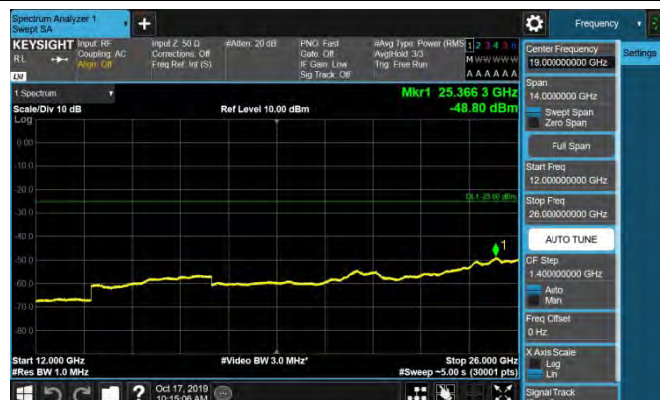 Spectrum Analyzer 1
Swept SA
+
Frequency
KEYSIGHT
Input: RF
Input Z: 50 Ω
#Atten: 20 dB
PNO: Fast
#Avg Type: Power (RMS
1 2 3 4 5 6
RL
Coupling: AC
Corrections: Off
Gate: Off
Avg|Hold: 3/3
M W W W W W
Align: Off
Freq Ref: Int (S)
IF Gain: Low
Trig: Free Run
Sig Track: Off
A A A A A A
LXI
1 Spectrum
Mkr1 25.366 3 GHz
Scale/Div 10 dB
Ref Level 10.00 dBm
-48.80 dBm
Log
0.00
-10.0
-20.0
DL1 -25.00 dBm
-30.0
-40.0
1
-50.0
-60.0
-70.0
-80.0
Start 12.000 GHz
#Video BW 3.0 MHz*
Stop 26.000 GHz
#Res BW 1.0 MHz
#Sweep ~5.00 s (30001 pts)
Center Frequency
19.000000000 GHz
Settings
Span
14.0000000 GHz
Swept Span
Zero Span
Full Span
Start Freq
12.000000000 GHz
Stop Freq
26.000000000 GHz
AUTO TUNE
CF Step
1.400000000 GHz
Auto
Man
Freq Offset
0 Hz
X Axis Scale
Log
Lin
Signal Track
?
Oct 17, 2019
10:15:06 AM